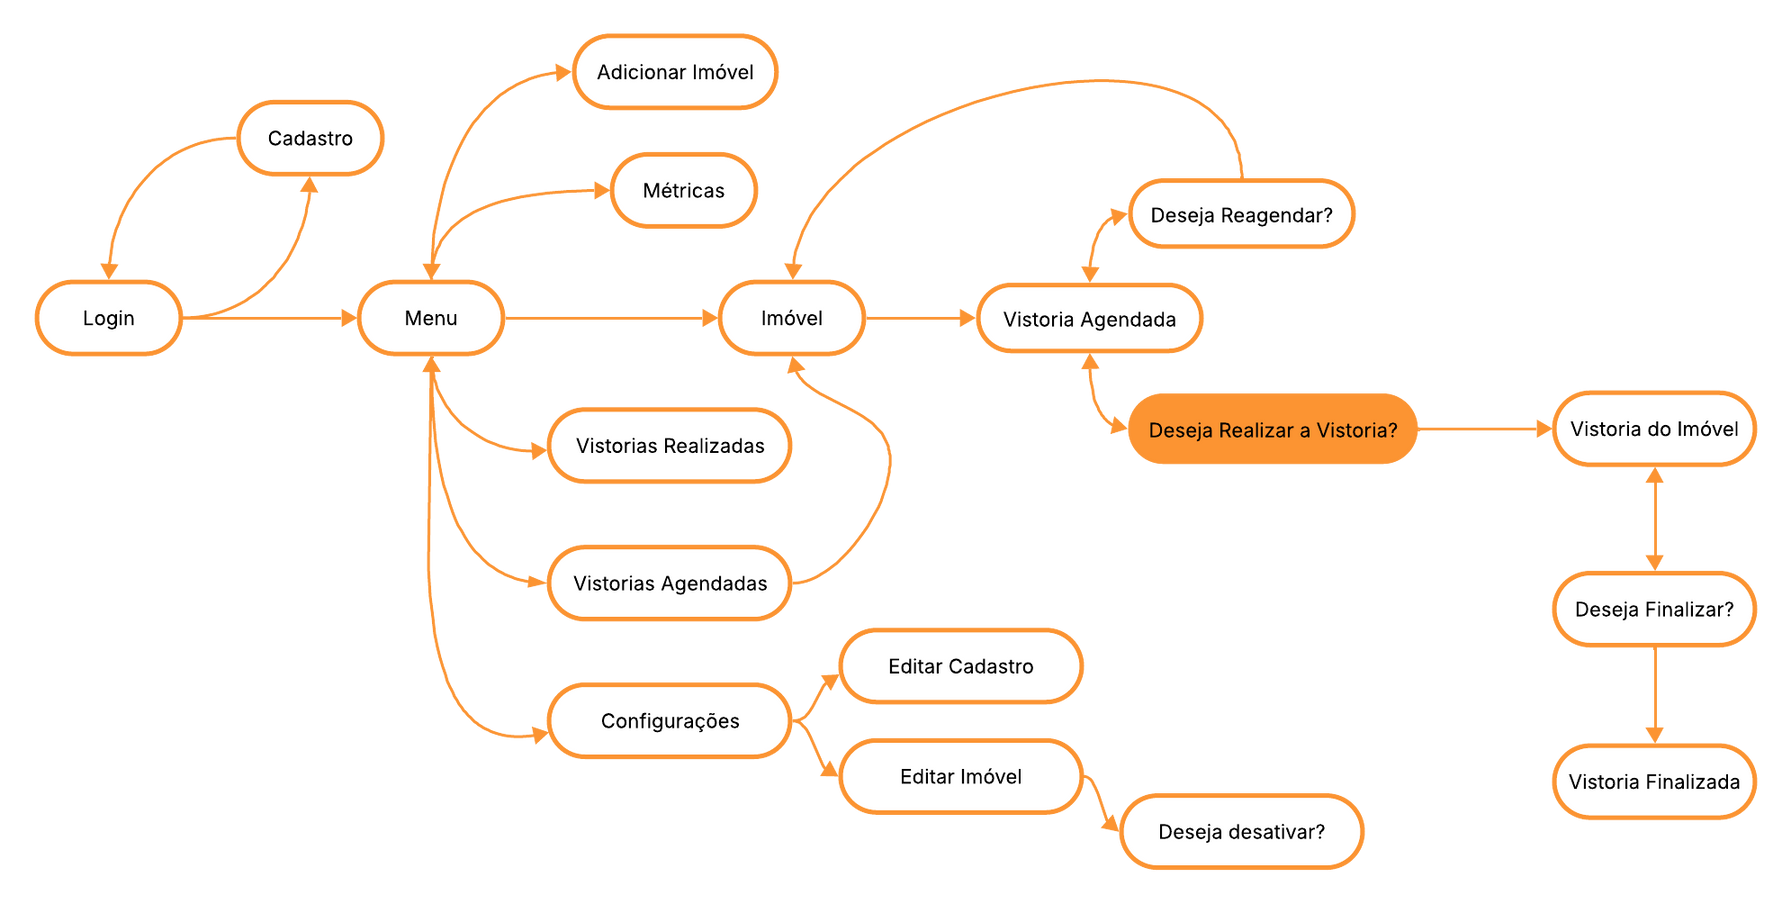 Adicionar Imóvel
Cadastro
Métricas
Deseja Reagendar?
Login
Menu
Imóvel
Vistoria Agendada
Deseja Realizar a Vistoria?
Vistoria do Imóvel
Vistorias Realizadas
Vistorias Agendadas
Deseja Finalizar?
Editar Cadastro
Configurações
Editar Imóvel
Vistoria Finalizada
Deseja desativar?